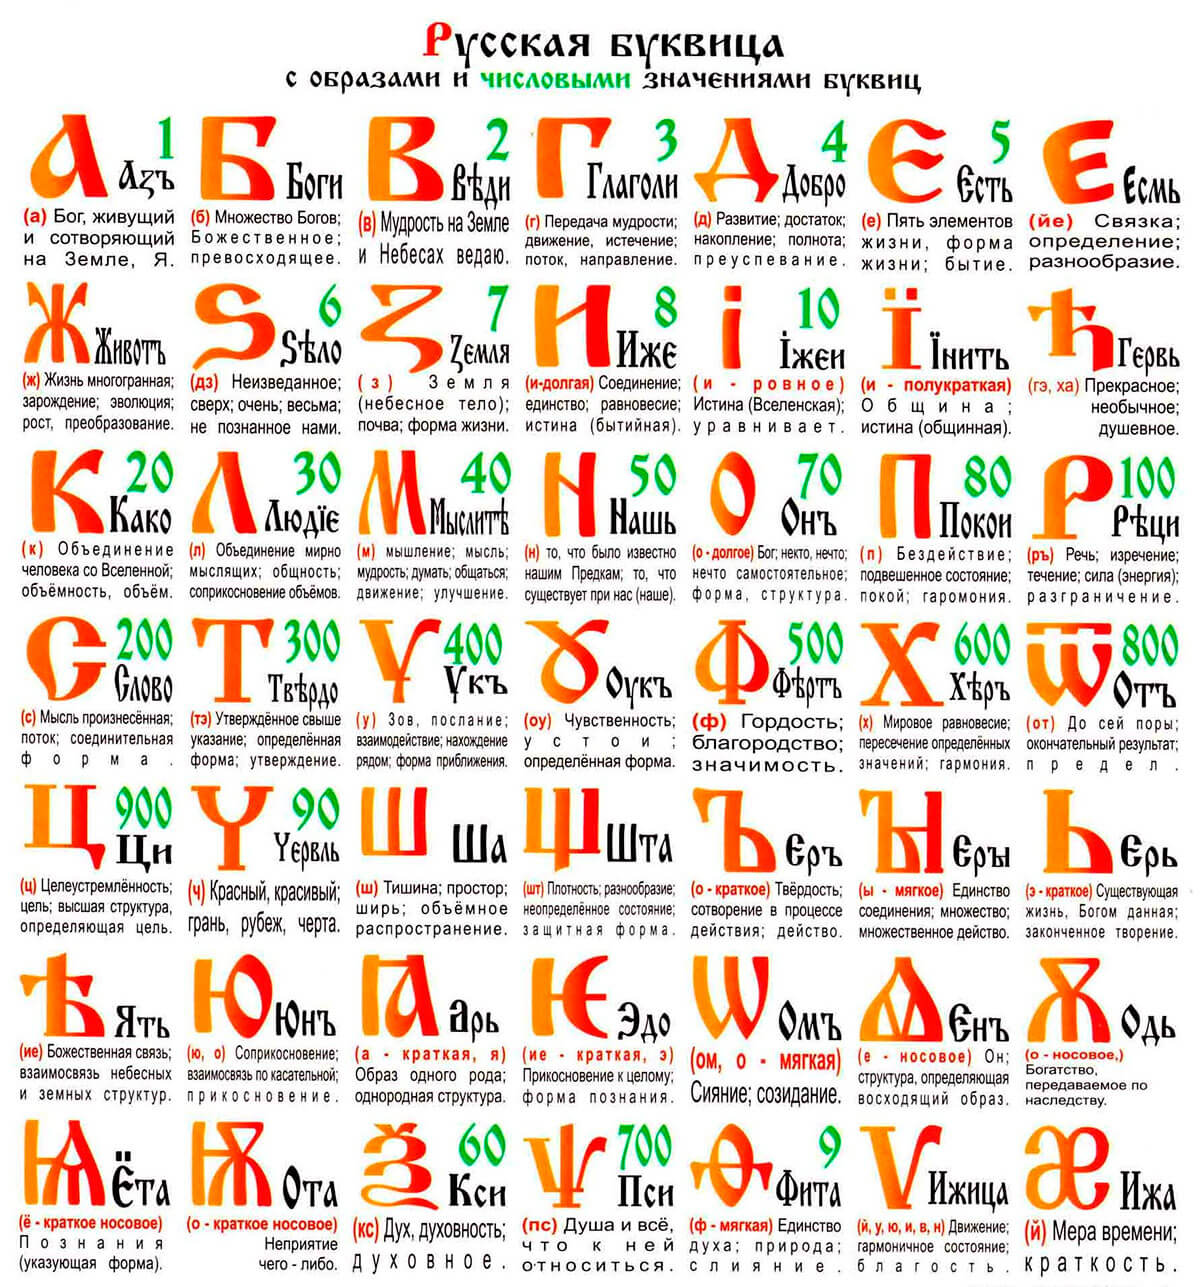 Русская буквица
с образами и числовыми значениями буквиц
А 1 Азъ
(а) Бог, живущий
и сотворяющий
на Земле, Я.
Б Боги
(б) Множество Богов;
Божественное;
превосходящее.
В 2 Вѣди
(в) Мудрость на Земле
и Небесах ведаю.
Г 3 Глаголи
(г) Передача мудрости;
движение, истечение;
поток, направление.
Д 4 Добро
(д) Развитие; достаток;
накопление; полнота;
преуспевание.
Є 5 Єсть
(е) Пять элементов
жизни, форма
жизни; бытие.
Е Есмь
(йе) Связка;
определение;
разнообразие.
Ж Животъ
(ж) Жизнь многогранная;
зарождение; эволюция;
рост, преобразование.
Ѕ 6 Ѕѣло
(дз) Неизведанное;
сверх; очень; весьма;
не познанное нами.
Ꙁ 7 Ꙁемля
(з) Земля
(небесное тело);
почва; форма жизни.
И 8 Иже
(и-долгая) Соединение;
единство; равновесие;
истина (бытийная).
і 10 Їжеи
(и - ровное)
Истина (Вселенская);
уравнивает.
Ї Їнить
(и - полукраткая)
Община;
истина (общинная).
Ћ Гервь
(гэ, ха) Прекрасное;
необычное;
душевное.
К 20 Како
(к) Объединение
человека со Вселенной;
объёмность, объём.
Л 30 Людїе
(л) Объединение мирно
мыслящих; общность;
соприкосновение объёмов.
М 40 Мыслитѣ
(м) мышление; мысль;
мудрость; думать; общаться;
движение; улучшение.
Н 50 Нашь
(н) то, что было известно
нашим Предкам; то, что
существует при нас (наше).
О 70 Онъ
(о - долгое) Бог; некто, нечто;
нечто самостоятельное;
форма, структура.
П 80 Покои
(п) Бездействие;
подвешенное состояние;
покой; гаромония.
Р 100 Рѣци
(ръ) Речь; изречение;
течение; сила (энергия);
разграничение.
С 200 Слово
(с) Мысль произнесённая;
поток; соединительная
форма.
Т 300 Твѣрдо
(тэ) Утверждённое свыше
указание; определённая
форма; утверждение.
Ѵ 400 Укъ
(у) Зов, послание;
взаимодействие; нахождение
рядом; форма приближения.
Ꙋ Оукъ
(оу) Чувственность;
устои;
определённая форма.
Ф 500 Фѣртъ
(ф) Гордость;
благородство;
значимость.
Х 600 Хѣръ
(х) Мировое равновесие;
пересечение определённых
значений; гармония.
Ѿ 800 Отъ
(от) До сей поры;
окончательный результат;
предел.
Ц 900 Ци
(ц) Целеустремлённость;
цель; высшая структура,
определяющая цель.
Ч 90 Червль
(ч) Красный, красивый;
грань, рубеж, черта.
Ш Ша
(ш) Тишина; простор;
ширь; объёмное
распространение.
Щ Шта
(шт) Плотность; разнообразие;
неопределённое состояние;
защитная форма.
Ъ Еръ
(о - краткое) Твёрдость;
сотворение в процессе
действия; действо.
Ꙑ Еры
(ы - мягкое) Единство
соединения; множество;
множественное действо.
Ь Ерь
(э - краткое) Существующая
жизнь, Богом данная;
законченное творение.
Ѣ Ять
(ие) Божественная связь;
взаимосвязь небесных
и земных структур.
Ю Юнъ
(ю, о) Соприкосновение;
взаимосвязь по касательной;
прикосновение.
Ꙗ Арь
(а - краткая, я)
Образ одного рода;
однородная структура.
Ѥ Эдо
(ие - краткая, э)
Прикосновение к целому;
форма познания.
Ѡ Омъ
(ом, о - мягкая)
Сияние; созидание.
Ѧ Єнъ
(е - носовое) Он;
структура, определяющая
восходящий образ.
Ѫ Одь
(о - носовое,)
Богатство,
передаваемое по
наследству.
Ѩ Ёта
(ё - краткое носовое)
Познания
(указующая форма).
Ѭ Ота
(о - краткое носовое)
Неприятие
чего - либо.
Ѯ 60 Кси
(кс) Дух, духовность;
духовное.
Ѱ 700 Пси
(пс) Душа и всё,
что к ней
относиться.
Ѳ 9 Фита
(ф - мягкая) Единство
духа; природа;
слияние.
Ѵ Ижица
(й, у, ю, и, в, н) Движение;
гармоничное состояние;
благость.
Æ Ижа
(й) Мера времени;
краткость.